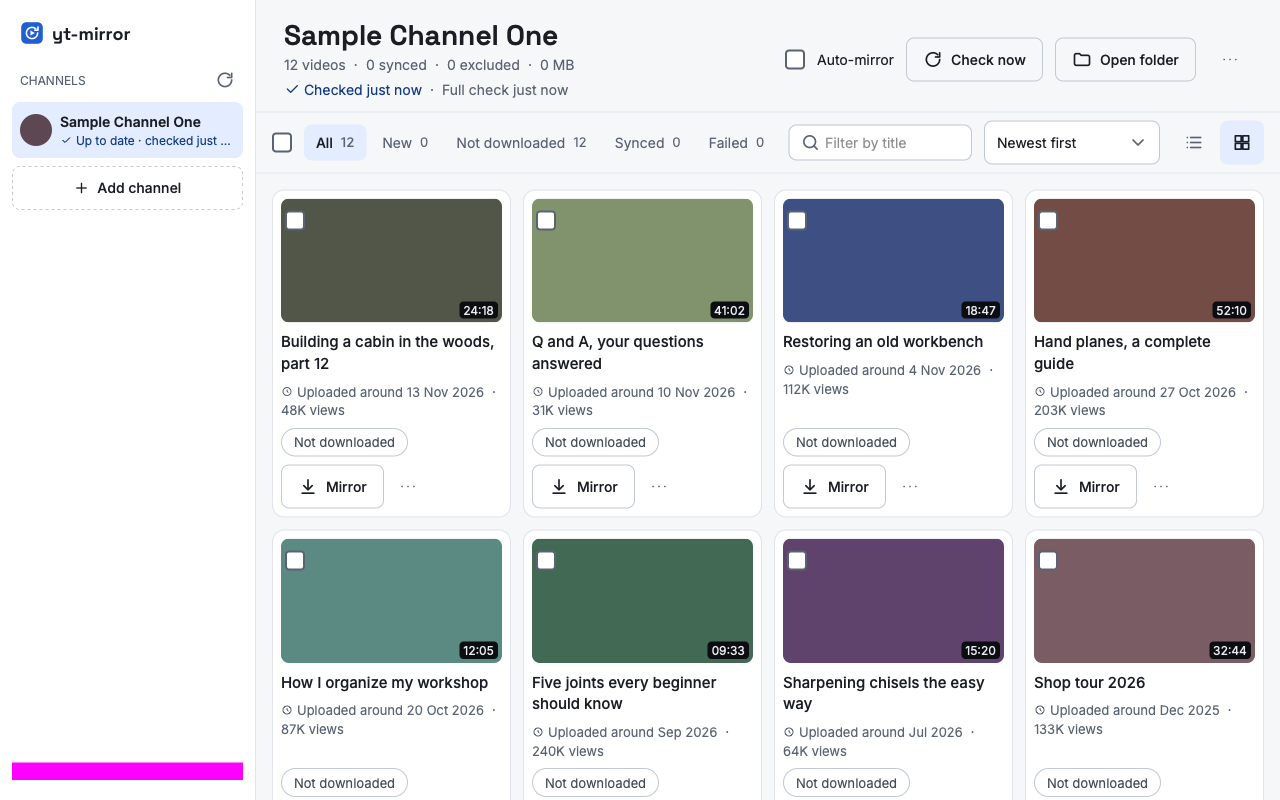 yt-mirror
CHANNELS
Sample Channel One
Up to date · checked just ...
Add channel
Sample Channel One
12 videos · 0 synced · 0 excluded · 0 MB
Checked just now · Full check just now
Auto-mirror
Check now
Open folder
...
All 12
New 0
Not downloaded 12
Synced 0
Failed 0
Filter by title
Newest first
24:18
Building a cabin in the woods,
part 12
Uploaded around 13 Nov 2026 ·
48K views
Not downloaded
Mirror
...
41:02
Q and A, your questions
answered
Uploaded around 10 Nov 2026 ·
31K views
Not downloaded
Mirror
...
18:47
Restoring an old workbench
Uploaded around 4 Nov 2026 ·
112K views
Not downloaded
Mirror
...
52:10
Hand planes, a complete
guide
Uploaded around 27 Oct 2026 ·
203K views
Not downloaded
Mirror
...
12:05
How I organize my workshop
Uploaded around 20 Oct 2026 ·
87K views
Not downloaded
09:33
Five joints every beginner
should know
Uploaded around Sep 2026 ·
240K views
Not downloaded
15:20
Sharpening chisels the easy
way
Uploaded around Jul 2026 ·
64K views
Not downloaded
32:44
Shop tour 2026
Uploaded around Dec 2025 ·
133K views
Not downloaded